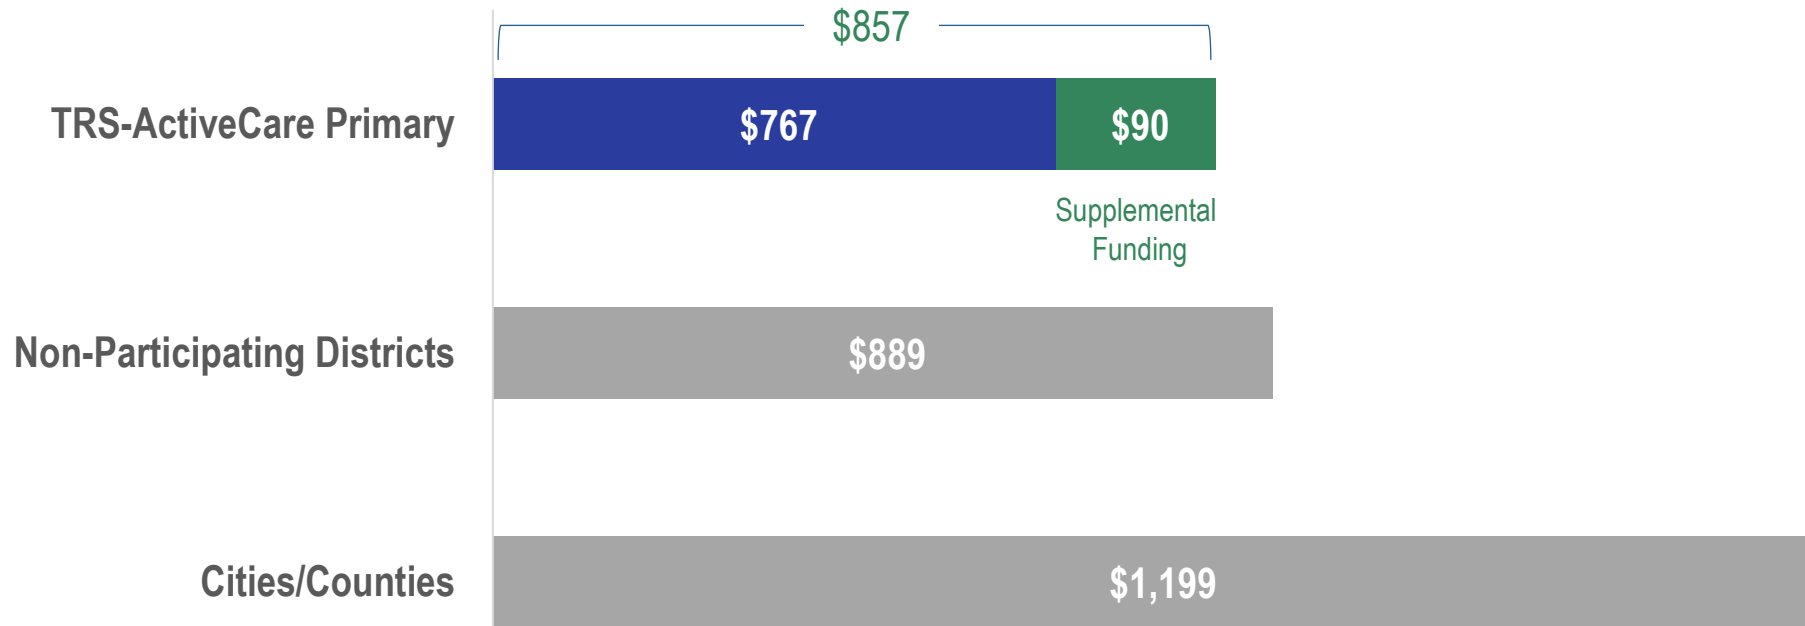 $857
TRS-ActiveCare Primary
$767
$90
Supplemental
Funding
Non-Participating Districts
$889
Cities/Counties
$1,199